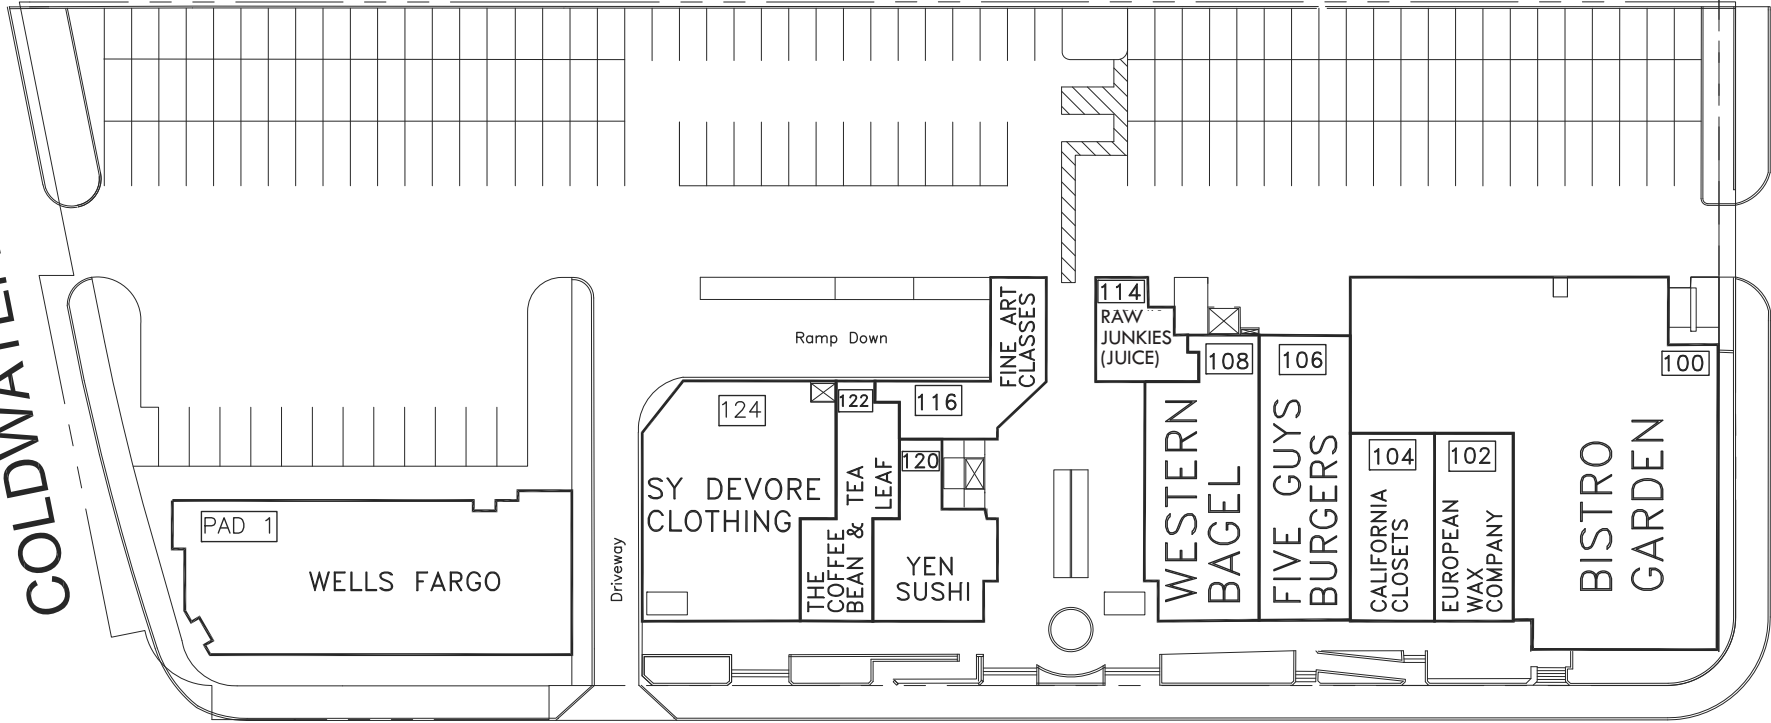 114
RAW
JUNKIES
(JUICE)
FINE ART
CLASSES
Ramp Down
108
106
100
124
122
116
120
104
102
SY DEVORE
CLOTHING
THE
COFFEE
BEAN & TEA
LEAF
YEN
SUSHI
WESTERN
BAGEL
FIVE GUYS
BURGERS
CALIFORNIA
CLOSETS
EUROPEAN
WAX
COMPANY
BISTRO
GARDEN
PAD 1
WELLS FARGO
Driveway